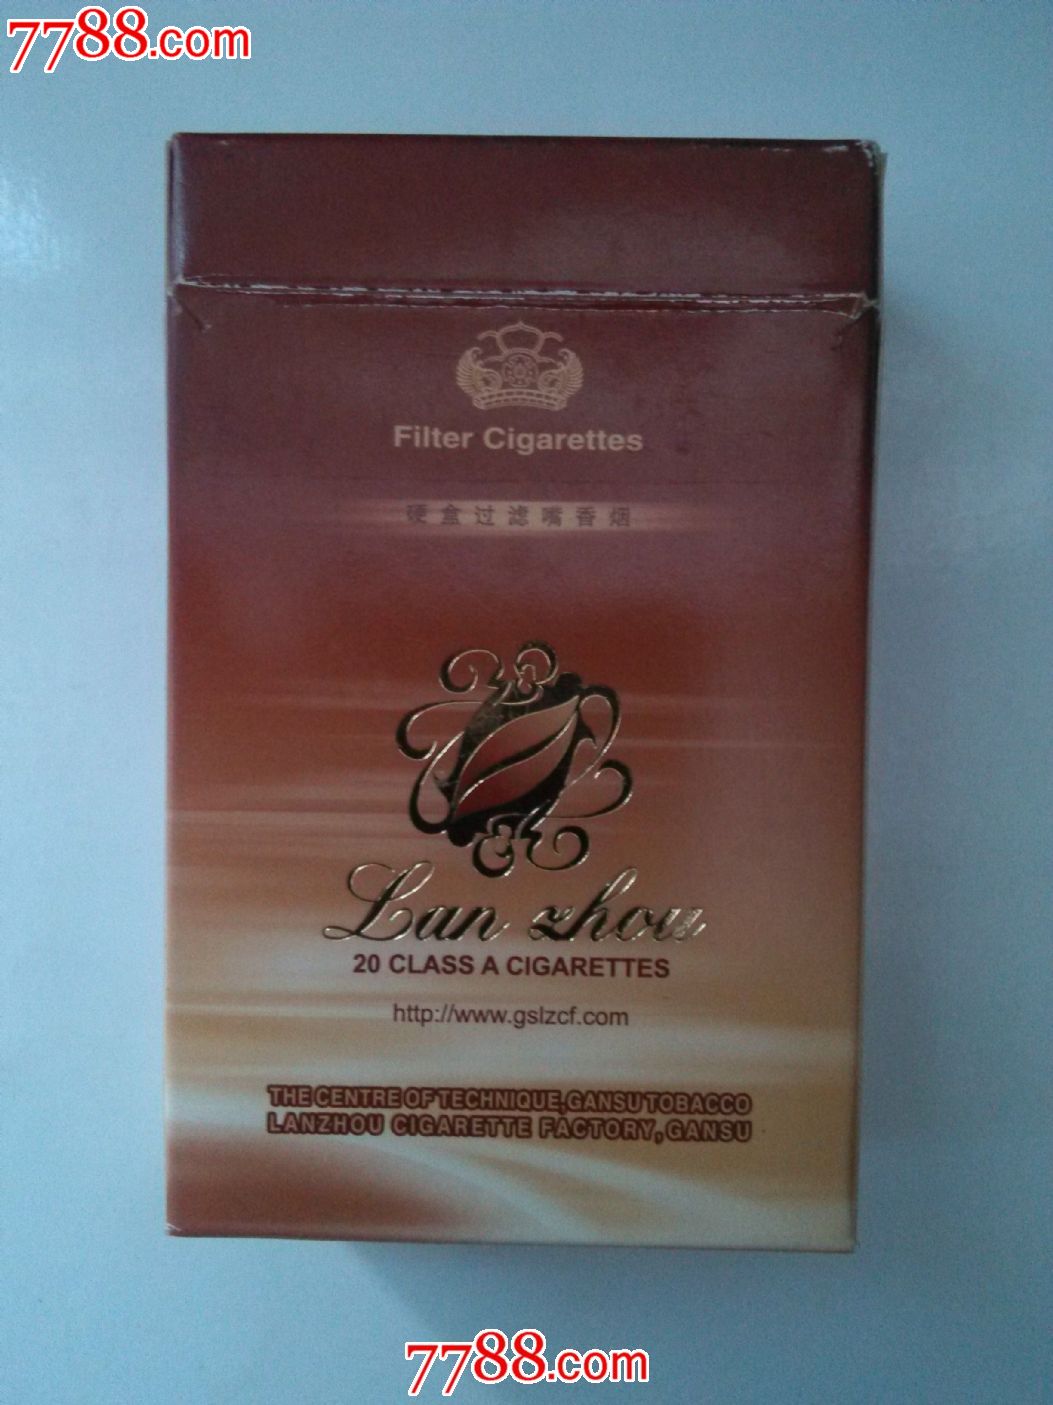 7788.com
Filter Cigarettes
硬盒过滤嘴香烟
Lan zhou
20 CLASS A CIGARETTES
http://www.gslzcf.com
THE CENTRE OF TECHNIQUE,GANSU TOBACCO
LANZHOU CIGARETTE FACTORY,GANSU
7788.com